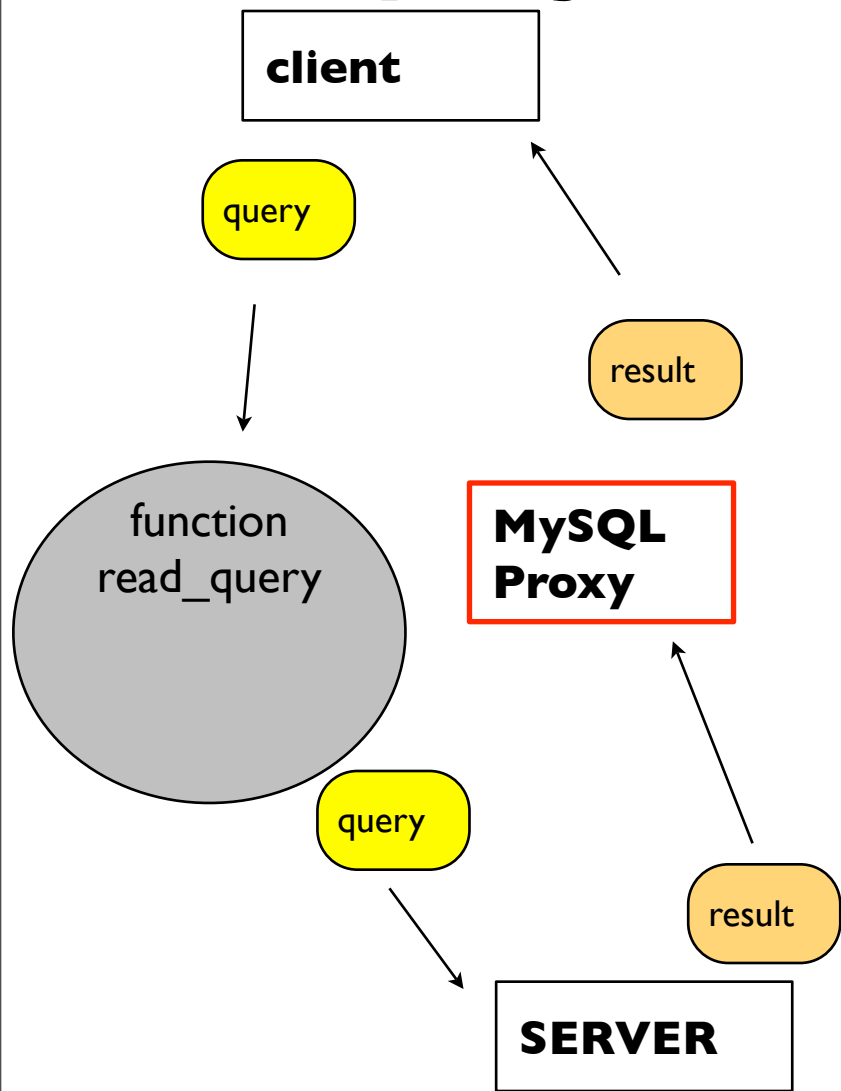 client
query
result
function
read_query
MySQL
Proxy
query
result
SERVER